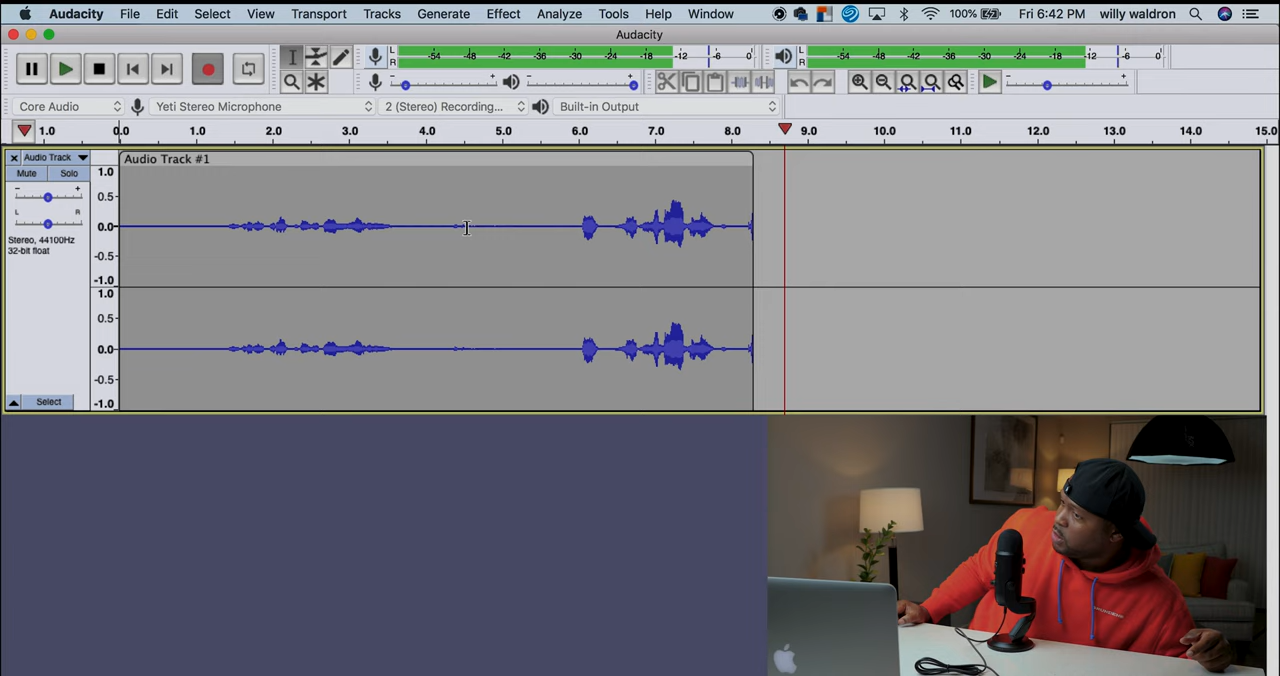 Audacity File Edit Select View Transport Tracks Generate Effect Analyze Tools Help Window 100% Fri 6:42 PM willy waldron
Audacity
L R -54 -48 -42 -36 -30 -24 -18 -12 -6 0 L R -54 -48 -42 -36 -30 -24 -18 -12 -6 0
- + - + - +
Core Audio Yeti Stereo Microphone 2 (Stereo) Recording... Built-in Output
1.0 0.0 1.0 2.0 3.0 4.0 5.0 6.0 7.0 8.0 9.0 10.0 11.0 12.0 13.0 14.0 15.0
× Audio Track 1.0 Audio Track #1
Mute Solo
- + 0.5
L R
0.0
Stereo, 44100Hz
32-bit float
-0.5
-1.0
1.0
0.5
0.0
-0.5
Select -1.0